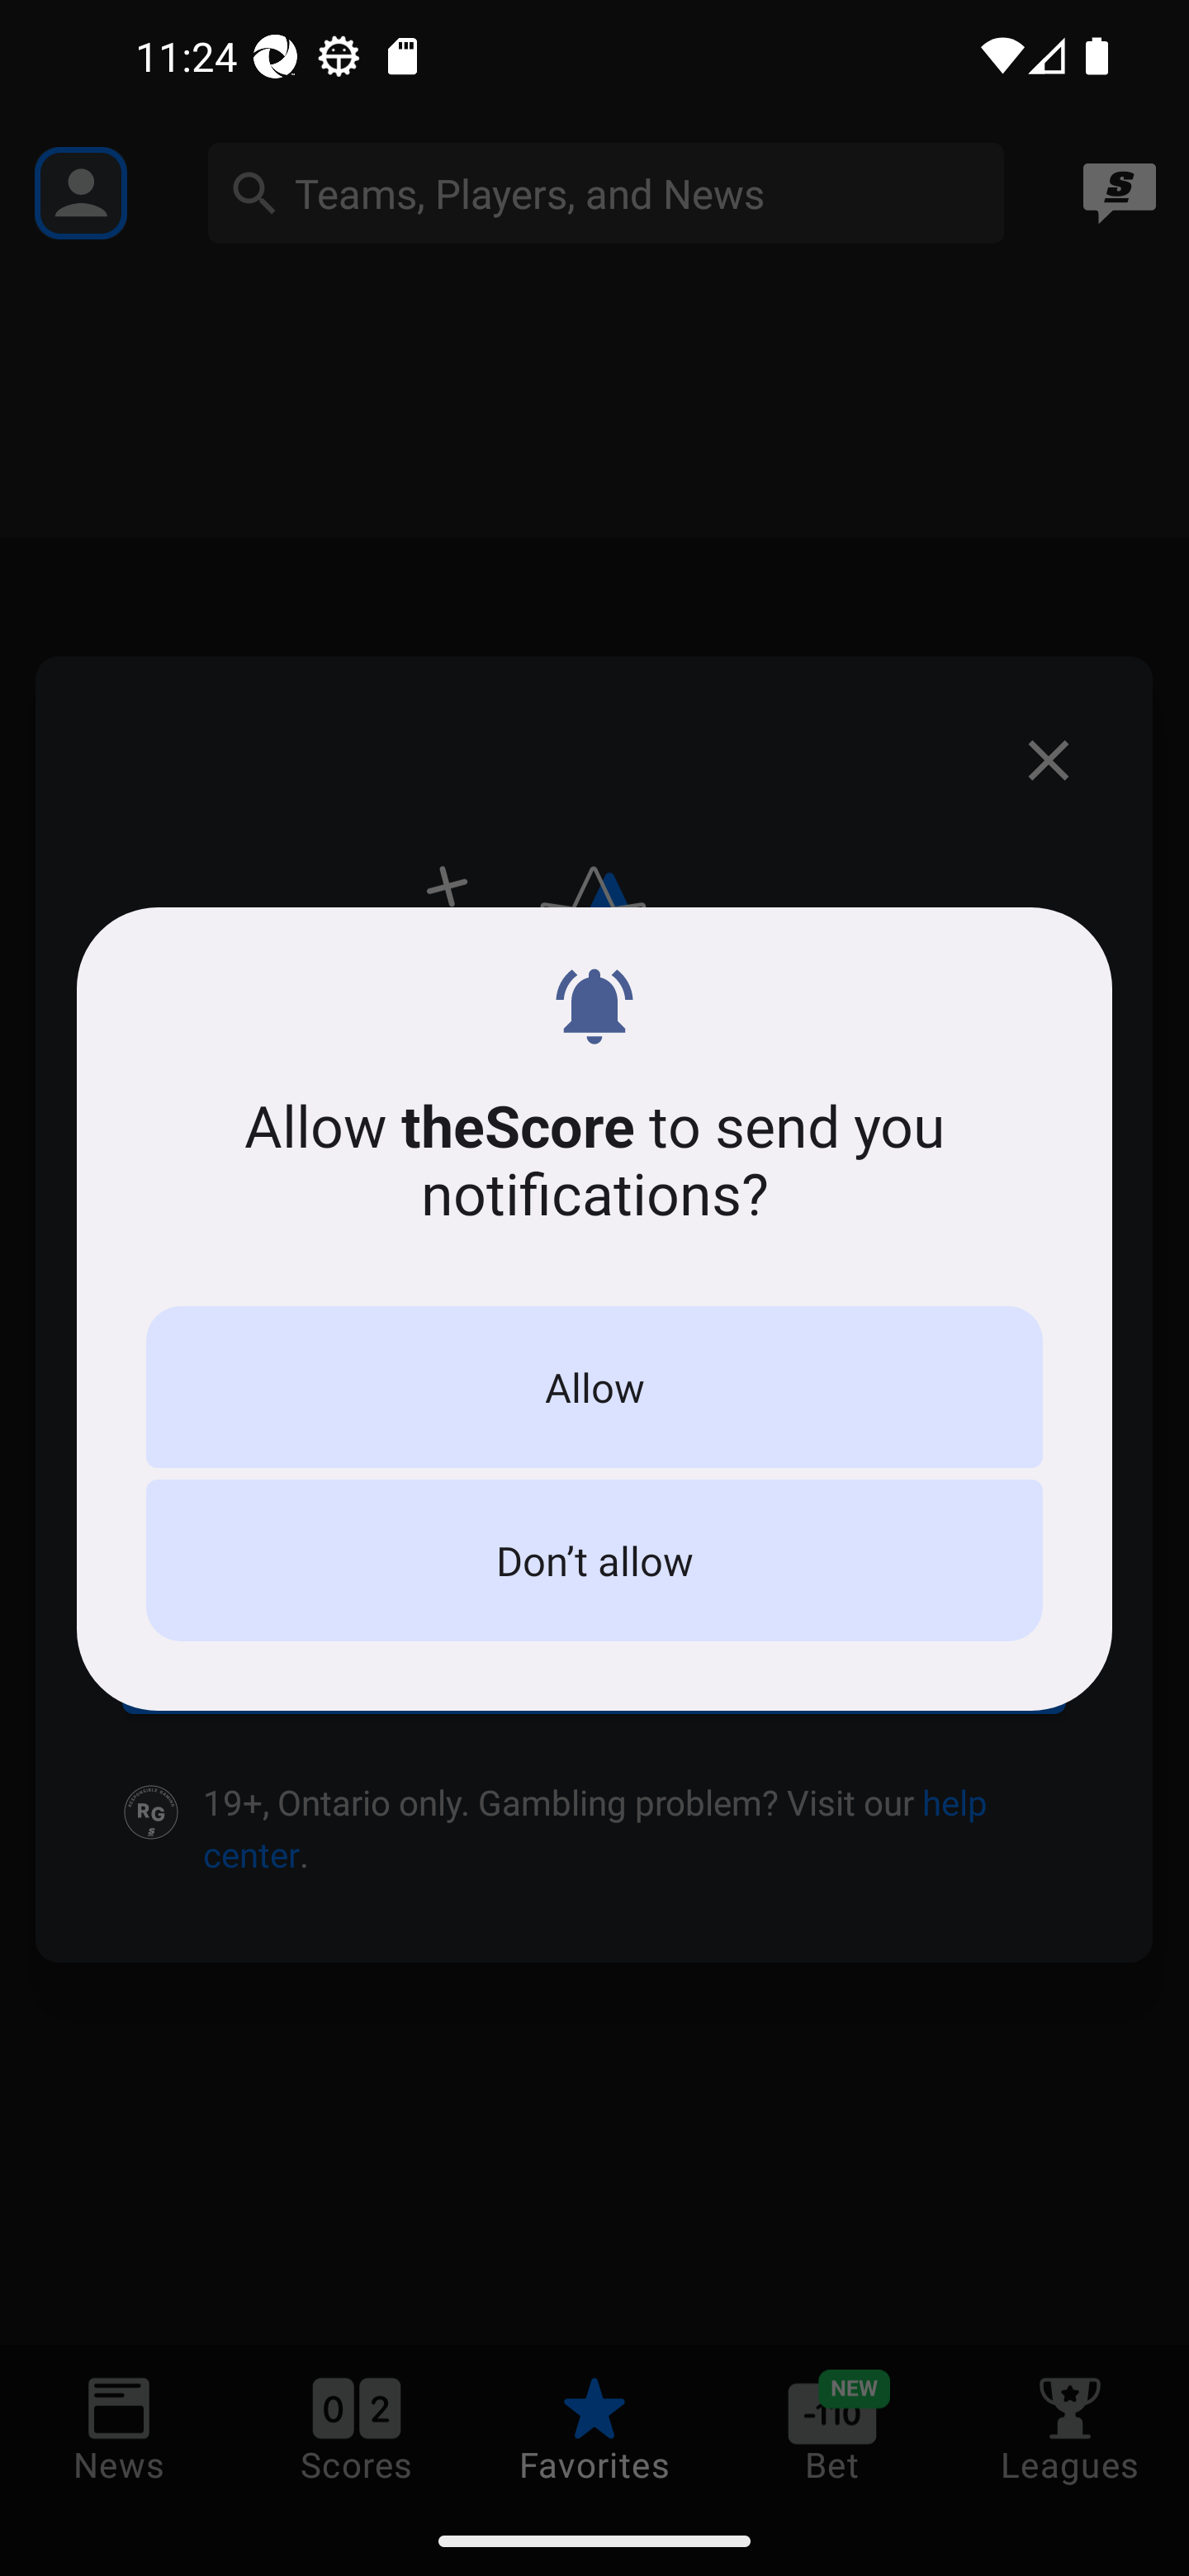 11:24
Teams, Players, and News
Allow theScore to send you
notifications?
Allow
Don’t allow
RG
19+, Ontario only. Gambling problem? Visit our help
center.
0 2
NEW
-110
News
Scores
Favorites
Bet
Leagues